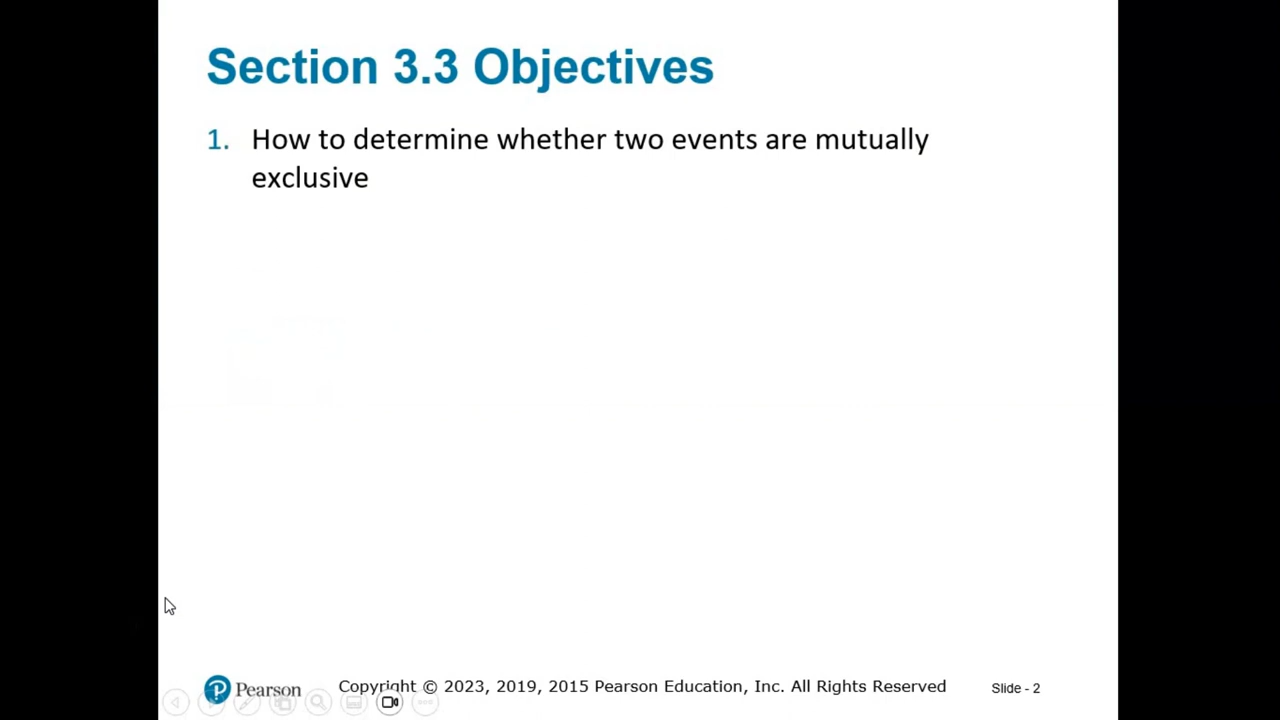 Section 3.3 Objectives
1. How to determine whether two events are mutually
exclusive
Pearson Copyright © 2023, 2019, 2015 Pearson Education, Inc. All Rights Reserved Slide - 2